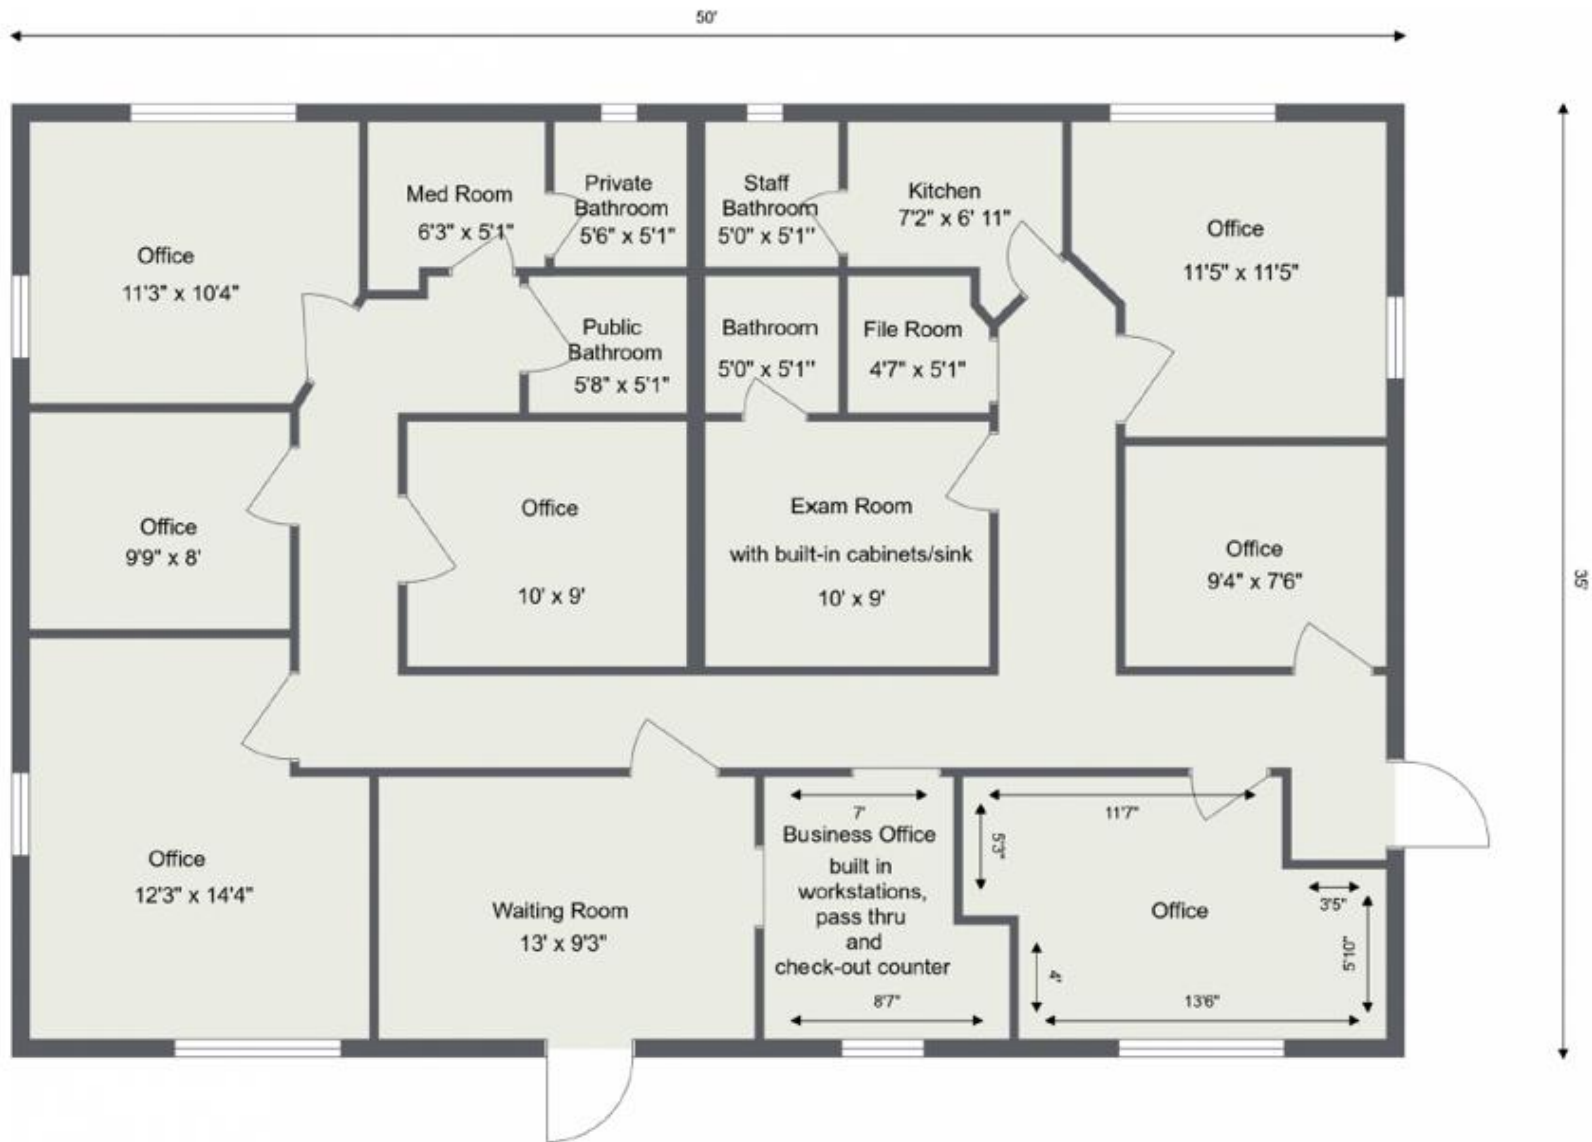 50'
35'
Office
11'3" x 10'4"
Med Room
6'3" x 5'1"
Private
Bathroom
5'6" x 5'1"
Staff
Bathroom
5'0" x 5'1"
Kitchen
7'2" x 6' 11"
Office
11'5" x 11'5"
Public
Bathroom
5'8" x 5'1"
Bathroom
5'0" x 5'1"
File Room
4'7" x 5'1"
Office
9'9" x 8'
Office
10' x 9'
Exam Room
with built-in cabinets/sink
10' x 9'
Office
9'4" x 7'6"
Office
12'3" x 14'4"
Waiting Room
13' x 9'3"
7'
Business Office
built in
workstations,
pass thru
and
check-out counter
8'7"
11'7"
5'3"
Office
3'5"
5'10"
4'
13'6"